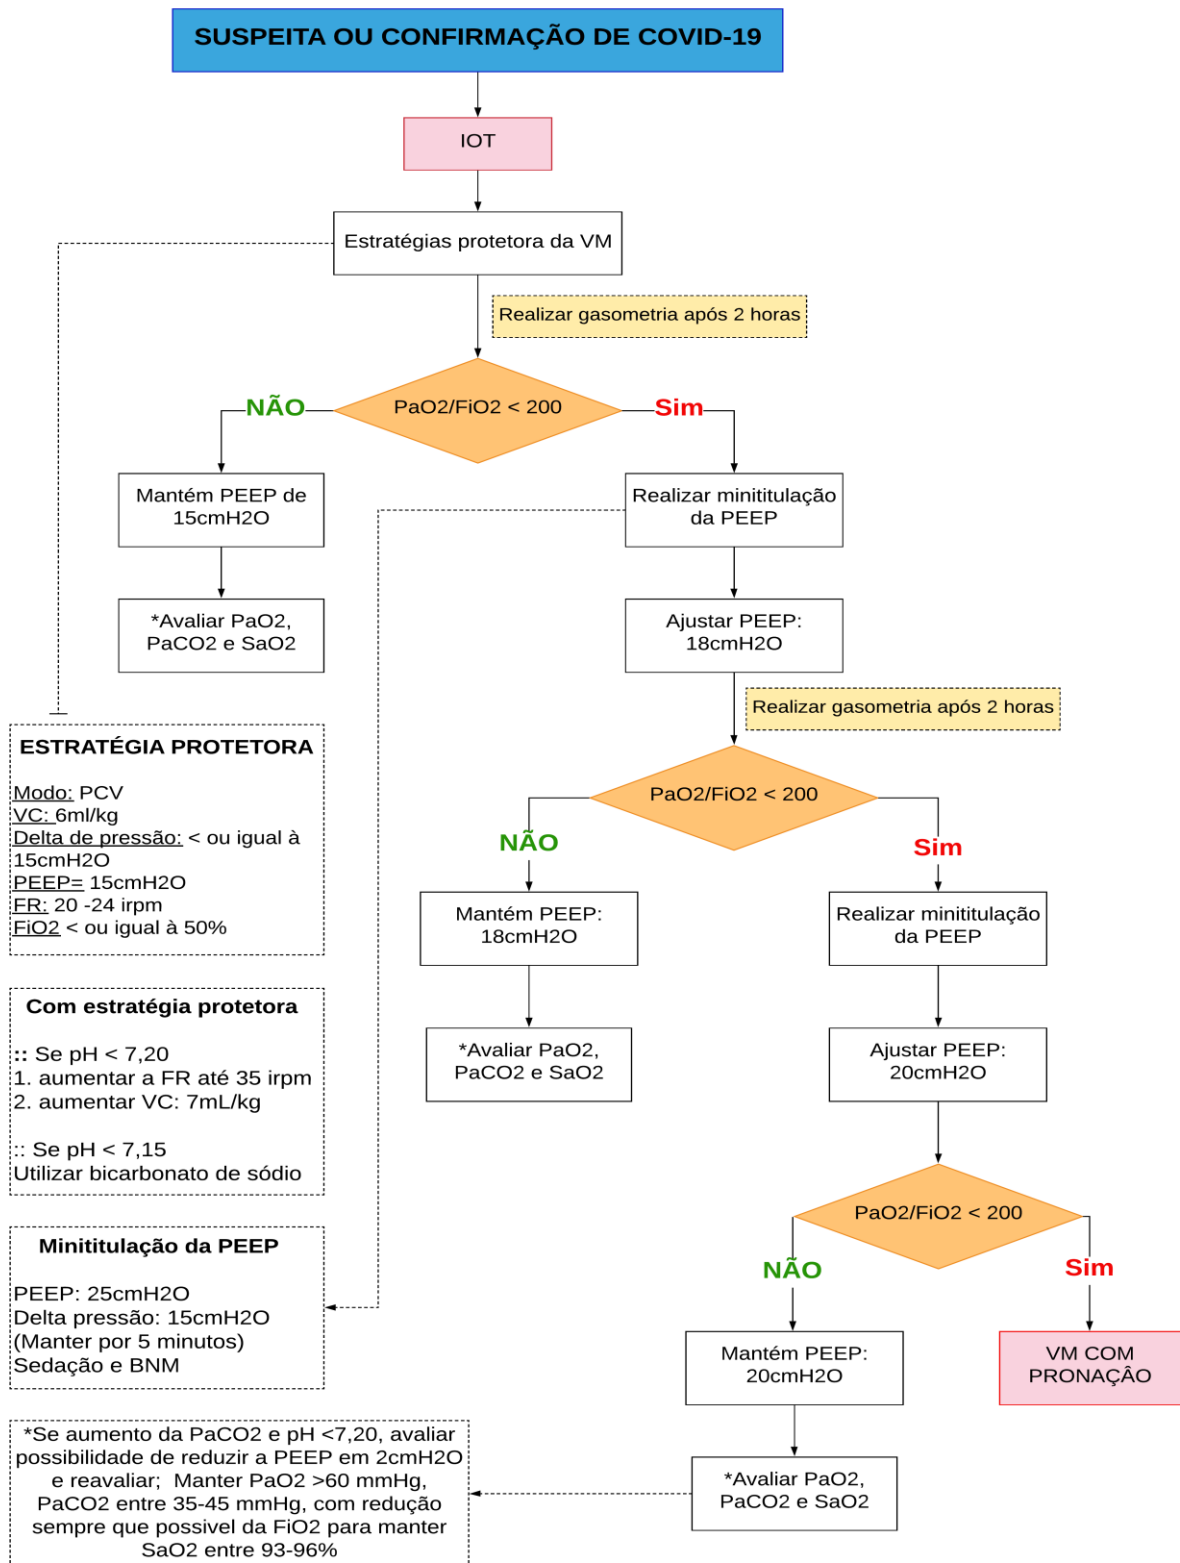 SUSPEITA OU CONFIRMAÇÃO DE COVID-19
IOT
Estratégias protetora da VM
Realizar gasometria após 2 horas
PaO2/FiO2 < 200
NÃO
Sim
Mantém PEEP de
15cmH2O
Realizar minititulação
da PEEP
*Avaliar PaO2,
PaCO2 e SaO2
Ajustar PEEP:
18cmH2O
Realizar gasometria após 2 horas
PaO2/FiO2 < 200
NÃO
Sim
Mantém PEEP:
18cmH2O
Realizar minititulação
da PEEP
*Avaliar PaO2,
PaCO2 e SaO2
Ajustar PEEP:
20cmH2O
PaO2/FiO2 < 200
NÃO
Sim
Mantém PEEP:
20cmH2O
VM COM
PRONAÇÂO
*Avaliar PaO2,
PaCO2 e SaO2
ESTRATÉGIA PROTETORA
Modo: PCV
VC: 6ml/kg
Delta de pressão: < ou igual à
15cmH2O
PEEP= 15cmH2O
FR: 20 -24 irpm
FiO2 < ou igual à 50%
Com estratégia protetora
:: Se pH < 7,20
1. aumentar a FR até 35 irpm
2. aumentar VC: 7mL/kg
:: Se pH < 7,15
Utilizar bicarbonato de sódio
Minititulação da PEEP
PEEP: 25cmH2O
Delta pressão: 15cmH2O
(Manter por 5 minutos)
Sedação e BNM
*Se aumento da PaCO2 e pH <7,20, avaliar
possibilidade de reduzir a PEEP em 2cmH2O
e reavaliar; Manter PaO2 >60 mmHg,
PaCO2 entre 35-45 mmHg, com redução
sempre que possivel da FiO2 para manter
SaO2 entre 93-96%